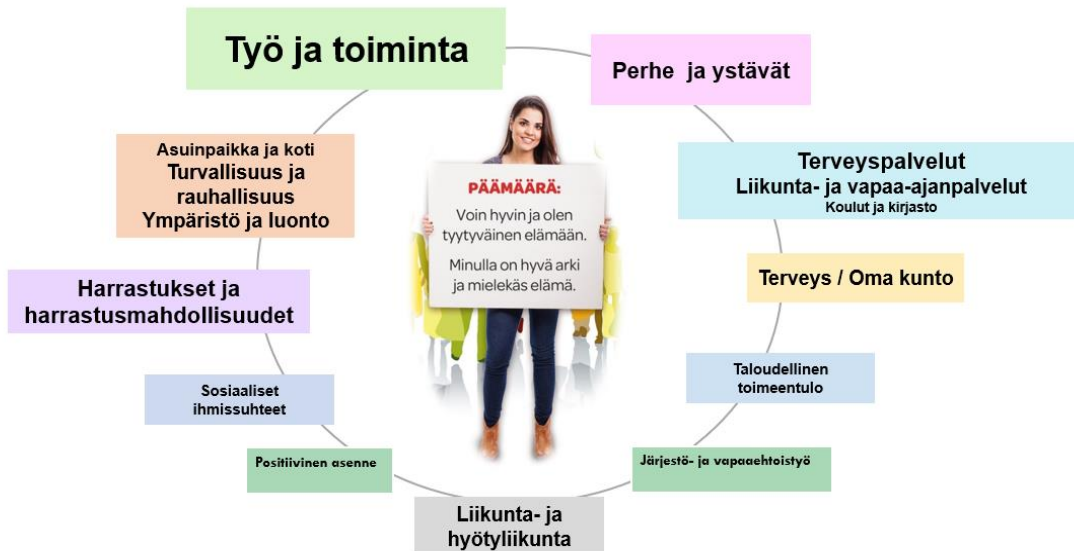 Työ ja toiminta
Perhe ja ystävät
Asuinpaikka ja koti
Turvallisuus ja
rauhallisuus
Ympäristö ja luonto
Terveyspalvelut
Liikunta- ja vapaa-ajanpalvelut
Koulut ja kirjasto
PÄÄMÄÄRÄ:
Voin hyvin ja olen
tyytyväinen elämään.
Minulla on hyvä arki
ja mielekäs elämä.
Harrastukset ja
harrastusmahdollisuudet
Terveys / Oma kunto
Sosiaaliset
ihmissuhteet
Taloudellinen
toimeentulo
Positiivinen asenne
Järjestö- ja vapaaehtoistyö
Liikunta- ja
hyötyliikunta